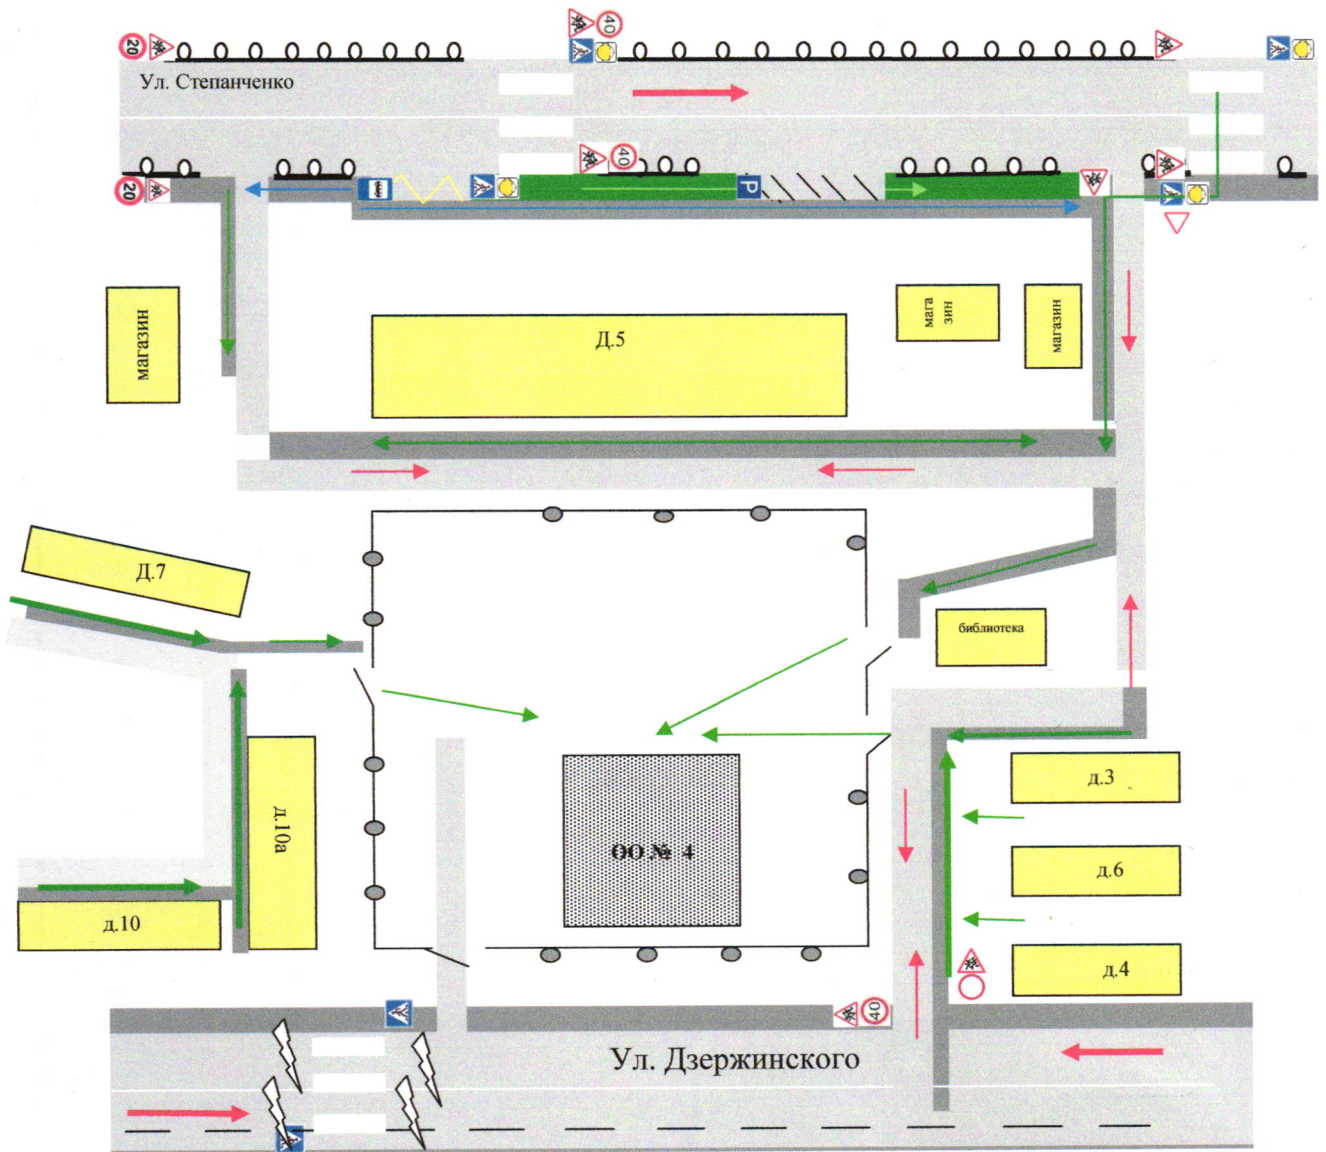 40
20
Ул. Степанченко
40
20
P
магазин
Д.5
мага
зин
магазин
Д.7
библиотека
д.10а
ОО № 4
д.3
д.6
д.10
д.4
40
Ул. Дзержинского